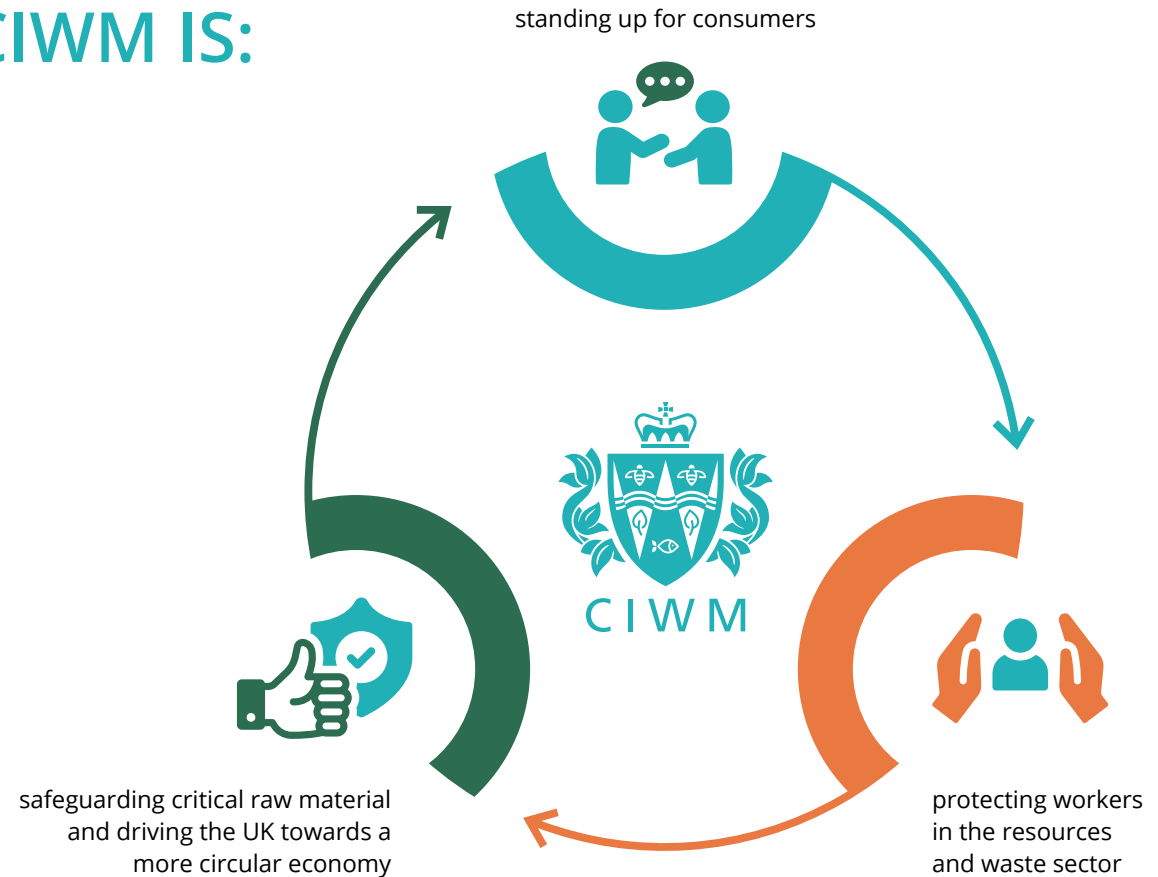 CIWM IS:
standing up for consumers
CIWM
safeguarding critical raw material
and driving the UK towards a
more circular economy
protecting workers
in the resources
and waste sector